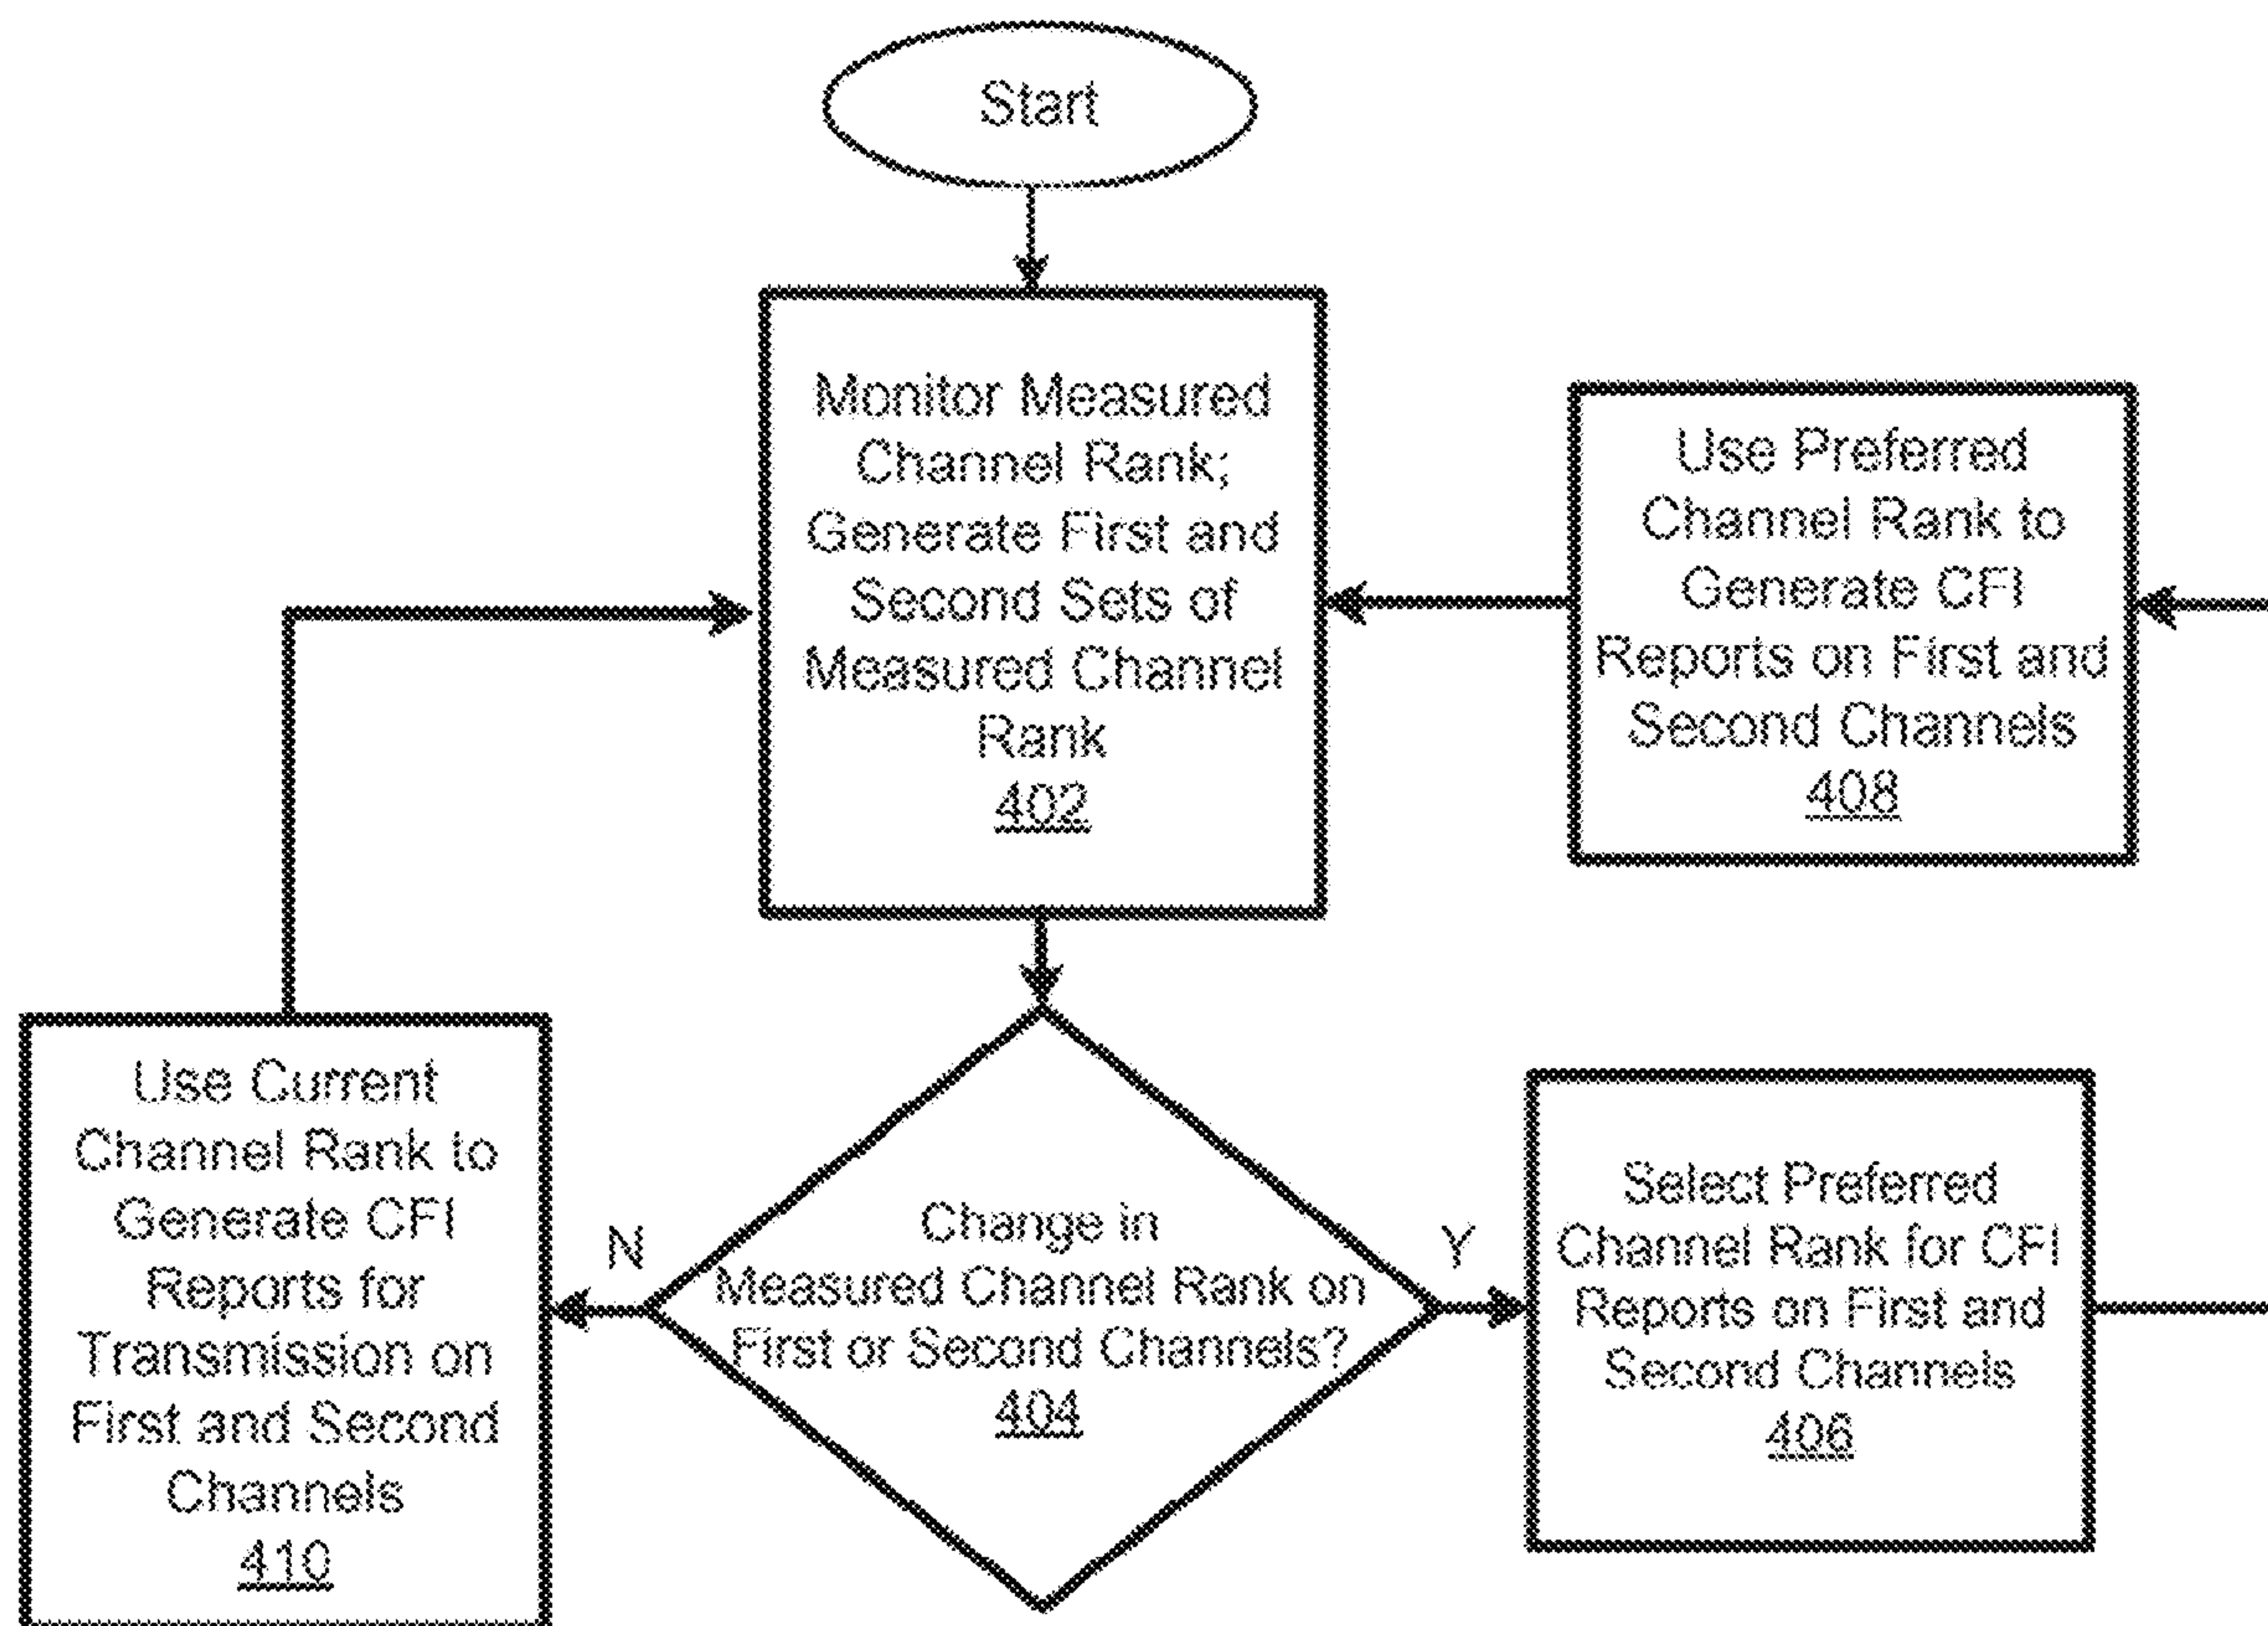 Start
Monitor Measured
Channel Rank;
Generate First and
Second Sets of
Measured Channel
Rank
402
Use Preferred
Channel Rank to
Generate CFI
Reports on First and
Second Channels
408
Use Current
Channel Rank to
Generate CFI
Reports for
Transmission on
First and Second
Channels
410
N
Change in
Measured Channel Rank on
First or Second Channels?
404
Y
Select Preferred
Channel Rank for CFI
Reports on First and
Second Channels
406